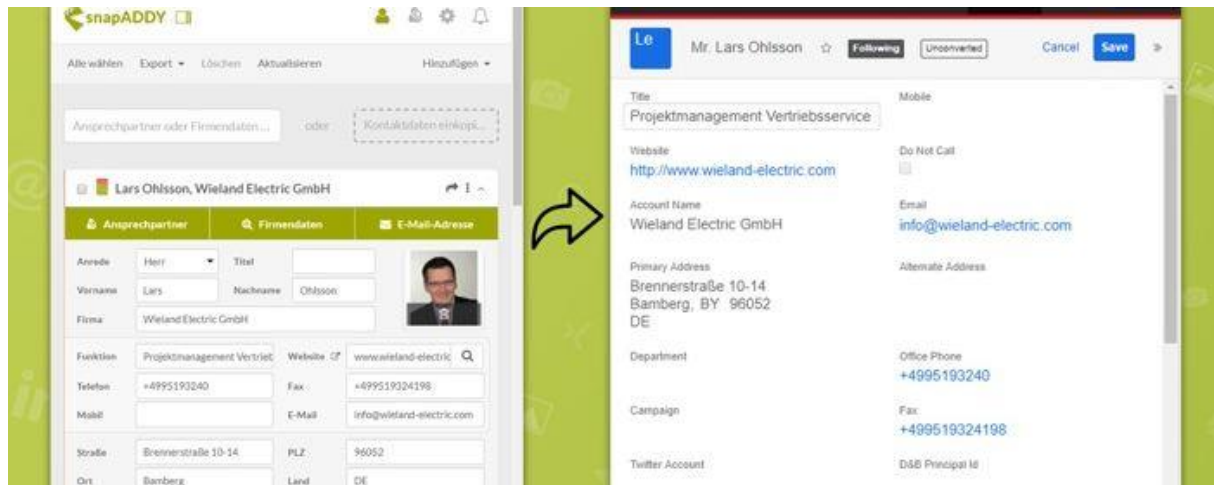 snapADDY
Alle wählen Export Löschen Aktualisieren Hinzufügen
Ansprechpartner oder Firmendaten ... oder Kontaktdaten einkopi...
Lars Ohlsson, Wieland Electric GmbH
Ansprechpartner Firmendaten E-Mail-Adresse
Anrede Herr Titel
Vorname Lars Nachname Ohlsson
Firma Wieland Electric GmbH
Funktion Projektmanagement Vertriet Website www.wieland-electric
Telefon +4995193240 Fax +499519324198
Mobil E-Mail info@wieland-electric.com
Straße Brennerstraße 10-14 PLZ 96052
Ort Bamberg Land DE
Le Mr. Lars Ohlsson Following Unconverted Cancel Save
Title Mobile
Projektmanagement Vertriebsservice
Website Do Not Call
http://www.wieland-electric.com
Account Name Email
Wieland Electric GmbH info@wieland-electric.com
Primary Address Alternate Address
Brennerstraße 10-14
Bamberg, BY 96052
DE
Department Office Phone
+4995193240
Campaign Fax
+499519324198
Twitter Account D&B Principal Id